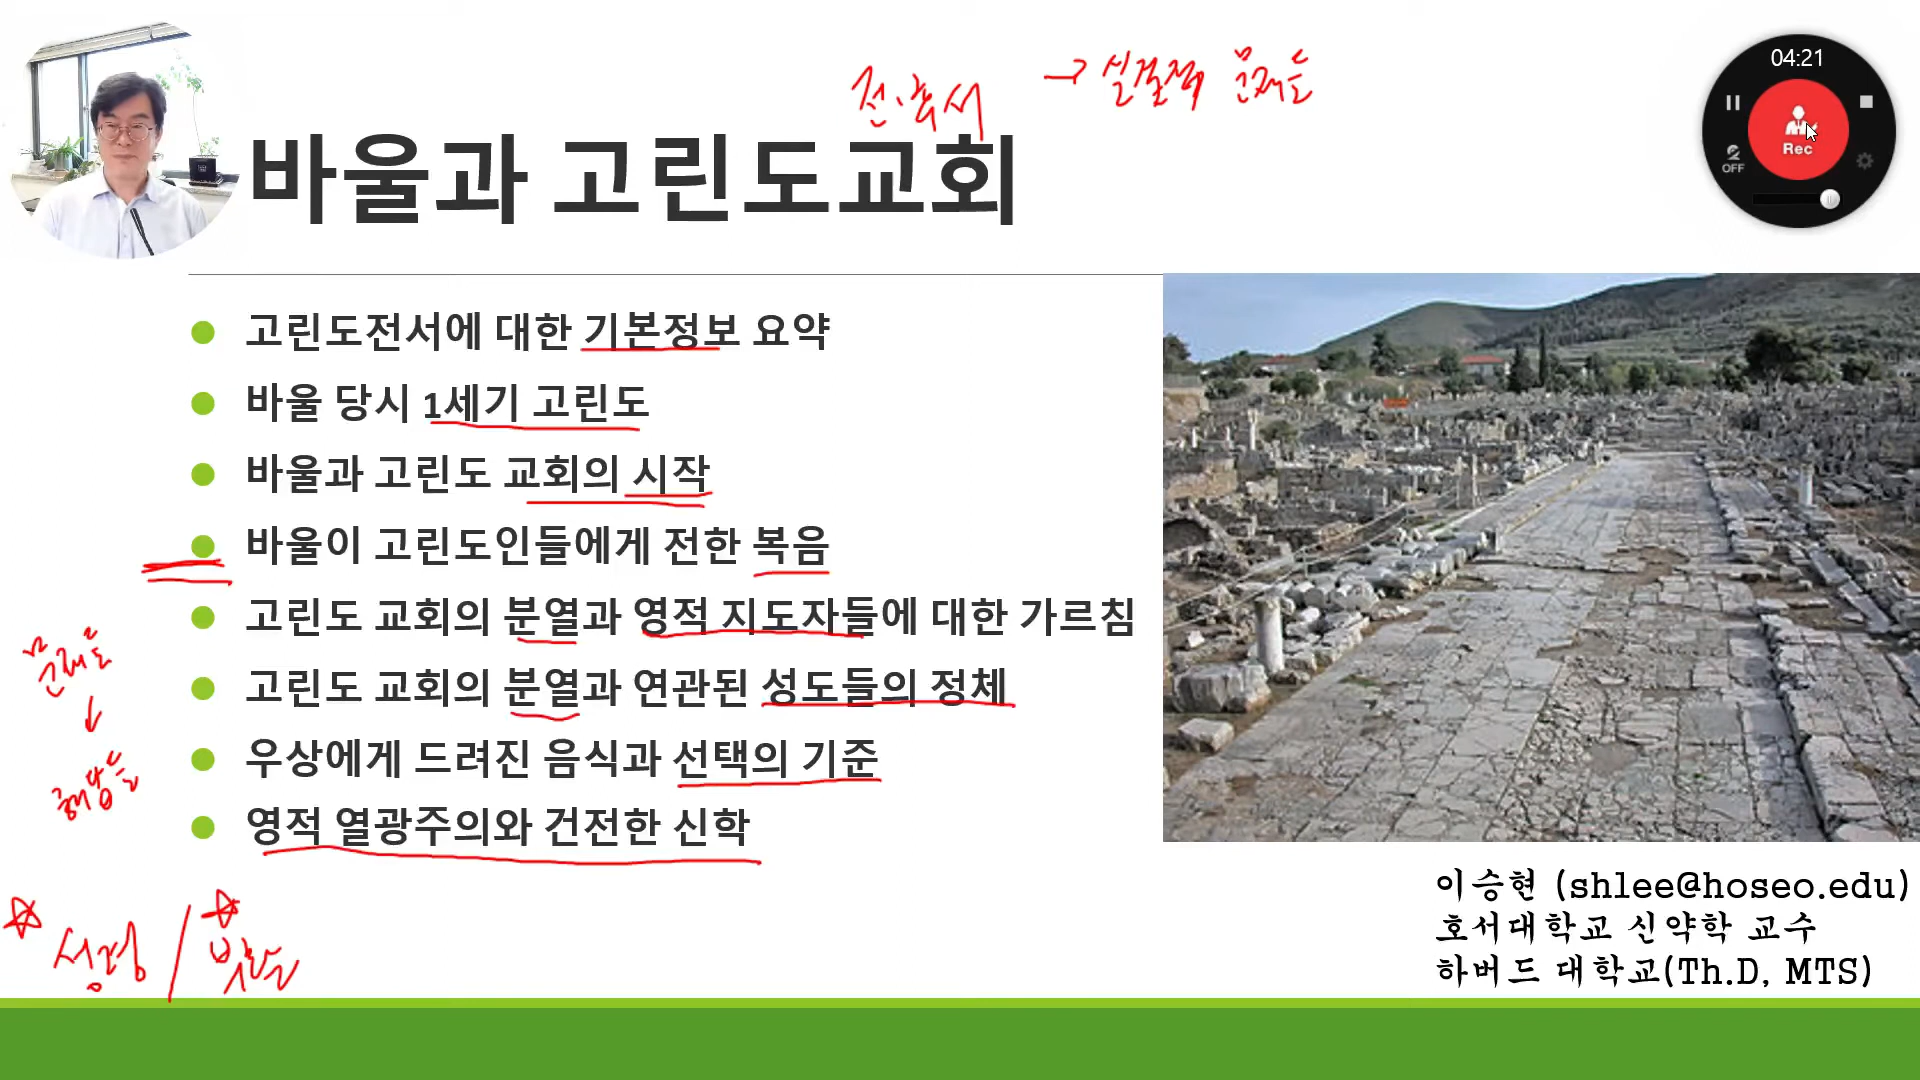 04:21
Rec
OFF
전.후서 → 실질적 문제들
바울과 고린도교회
고린도전서에 대한 기본정보 요약
바울 당시 1세기 고린도
바울과 고린도 교회의 시작
바울이 고린도인들에게 전한 복음
고린도 교회의 분열과 영적 지도자들에 대한 가르침
고린도 교회의 분열과 연관된 성도들의 정체
우상에게 드려진 음식과 선택의 기준
영적 열광주의와 건전한 신학
문제들
↓
해답들
성령 / 부활
이승현 (shlee@hoseo.edu)
호서대학교 신약학 교수
하버드 대학교(Th.D, MTS)